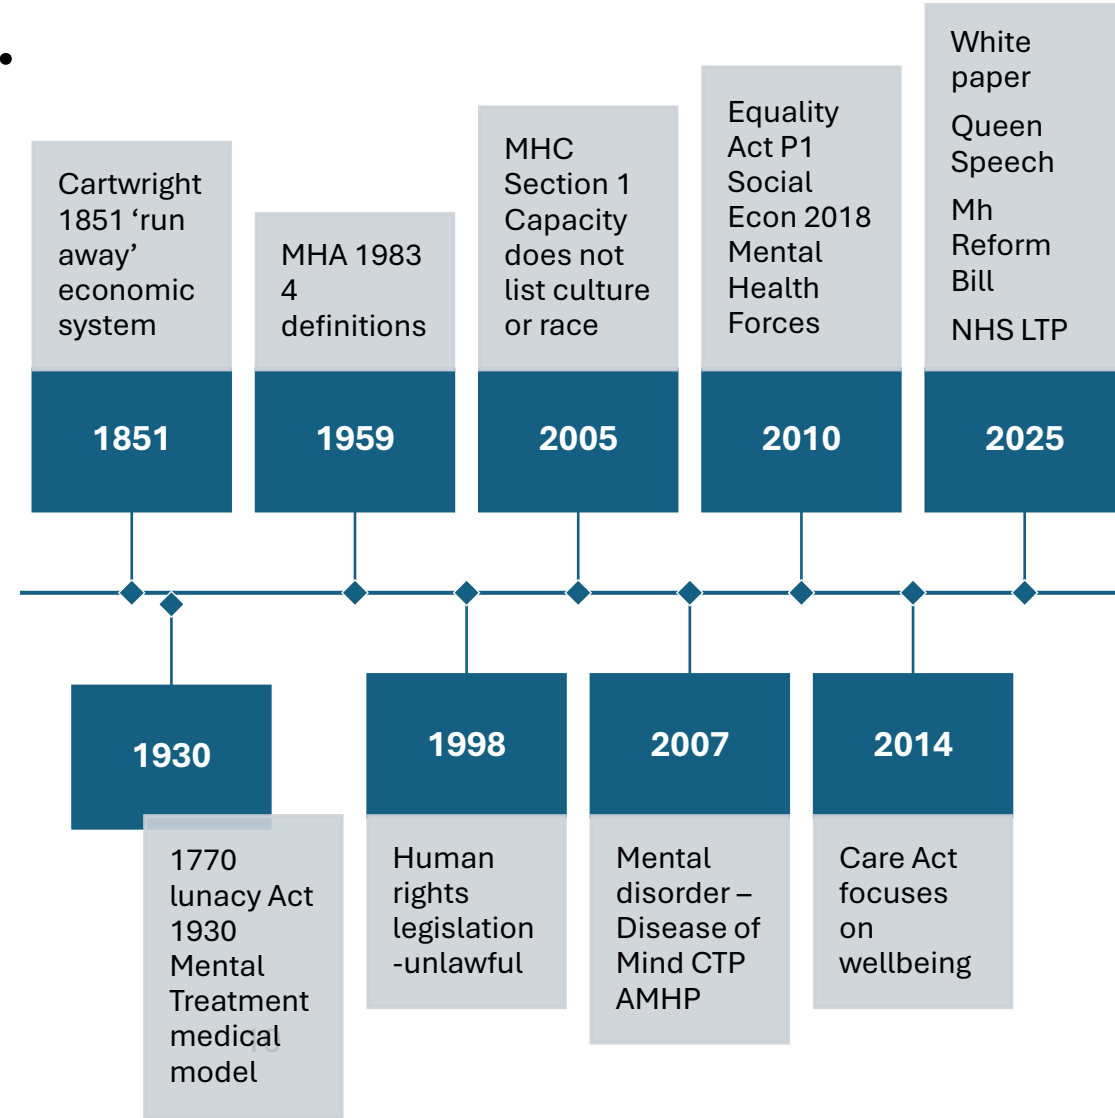 •
Cartwright
1851 ‘run
away’
economic
system
1851
MHA 1983
4
definitions
1959
MHC
Section 1
Capacity
does not
list culture
or race
2005
Equality
Act P1
Social
Econ 2018
Mental
Health
Forces
2010
White
paper
Queen
Speech
Mh
Reform
Bill
NHS LTP
2025
1930
1770
lunacy Act
1930
Mental
Treatment
medical
model
1998
Human
rights
legislation
-unlawful
2007
Mental
disorder –
Disease of
Mind CTP
AMHP
2014
Care Act
focuses
on
wellbeing